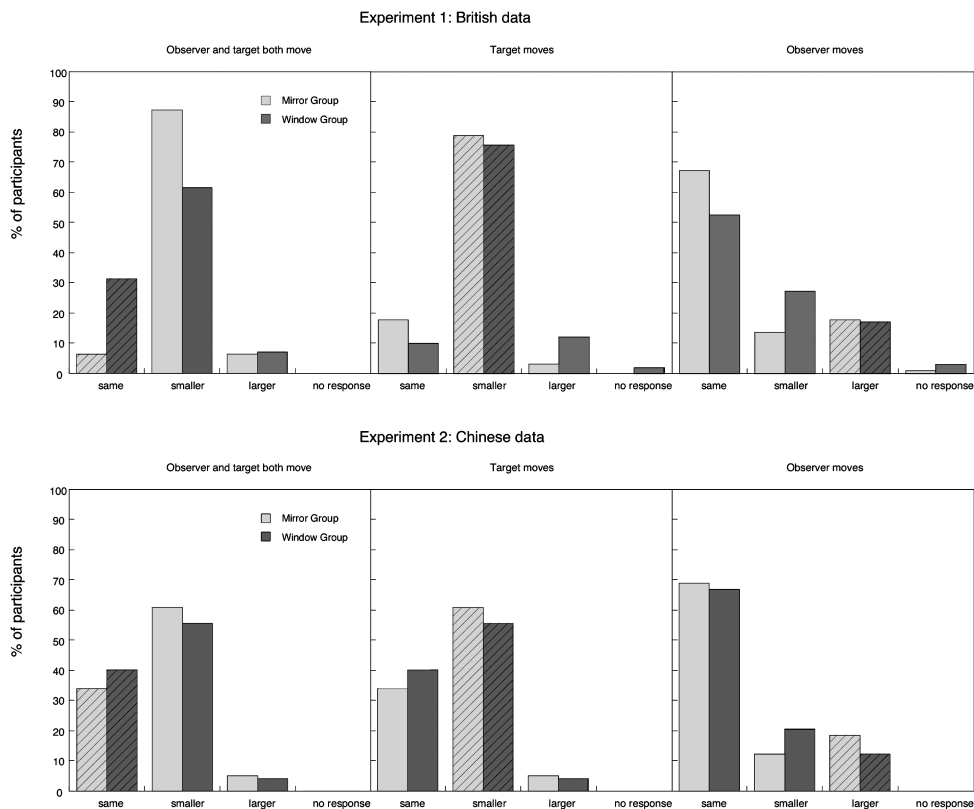 Experiment 1: British data
Observer and target both move
Target moves
Observer moves
% of participants
100
90
80
70
60
50
40
30
20
10
0
Mirror Group
Window Group
same smaller larger no response
same smaller larger no response
same smaller larger no response
Experiment 2: Chinese data
Observer and target both move
Target moves
Observer moves
% of participants
100
90
80
70
60
50
40
30
20
10
0
Mirror Group
Window Group
same smaller larger no response
same smaller larger no response
same smaller larger no response